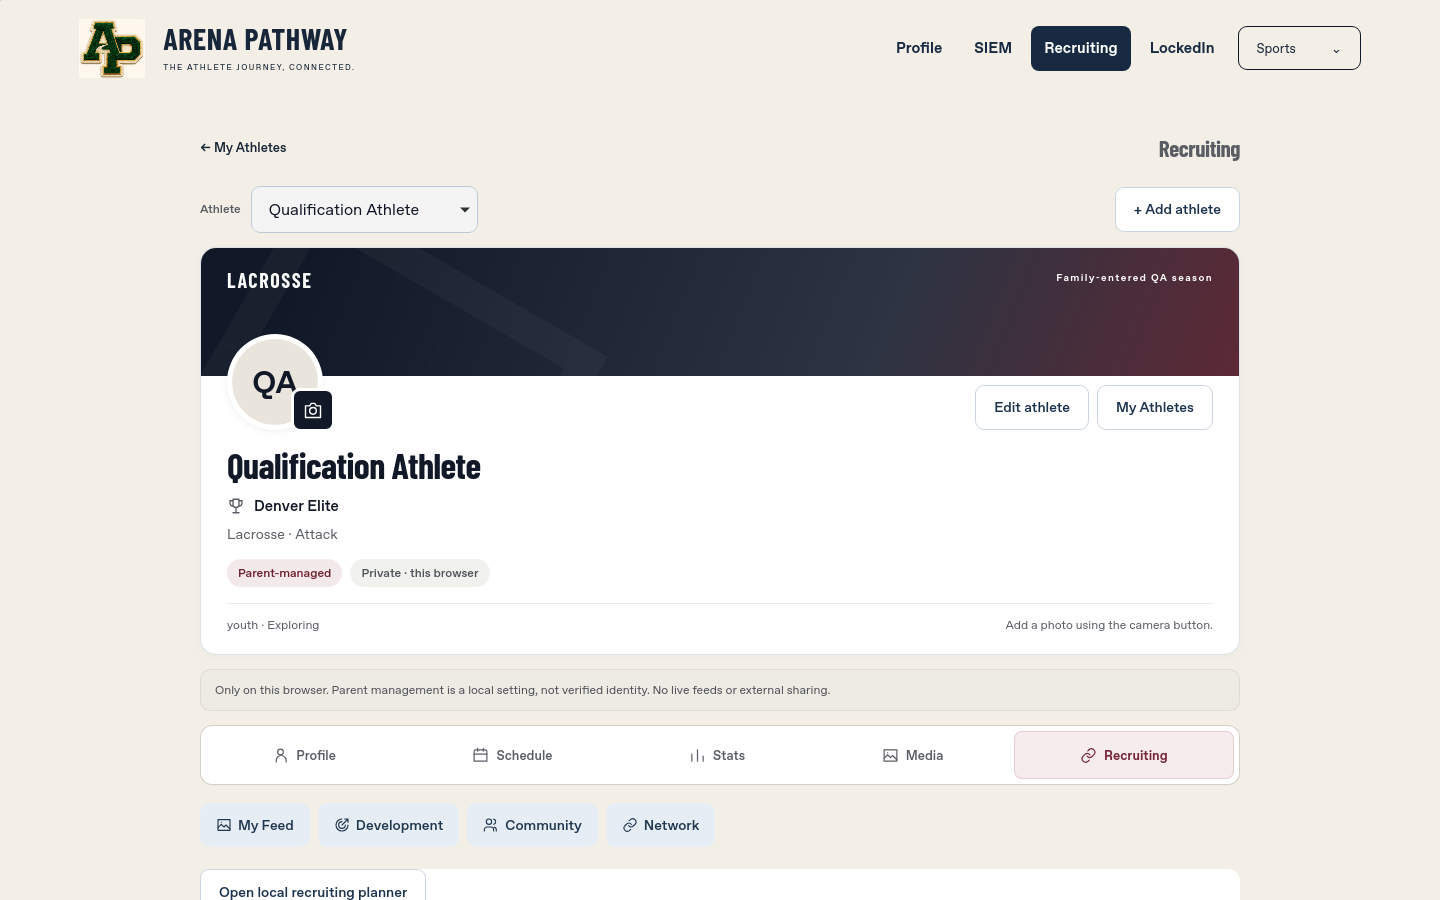 AP
ARENA PATHWAY
THE ATHLETE JOURNEY, CONNECTED.
Profile
SIEM
Recruiting
LockedIn
Sports
← My Athletes
Recruiting
Athlete
Qualification Athlete
+ Add athlete
LACROSSE
Family-entered QA season
QA
Edit athlete
My Athletes
Qualification Athlete
Denver Elite
Lacrosse · Attack
Parent-managed
Private · this browser
youth · Exploring
Add a photo using the camera button.
Only on this browser. Parent management is a local setting, not verified identity. No live feeds or external sharing.
Profile
Schedule
Stats
Media
Recruiting
My Feed
Development
Community
Network
Open local recruiting planner